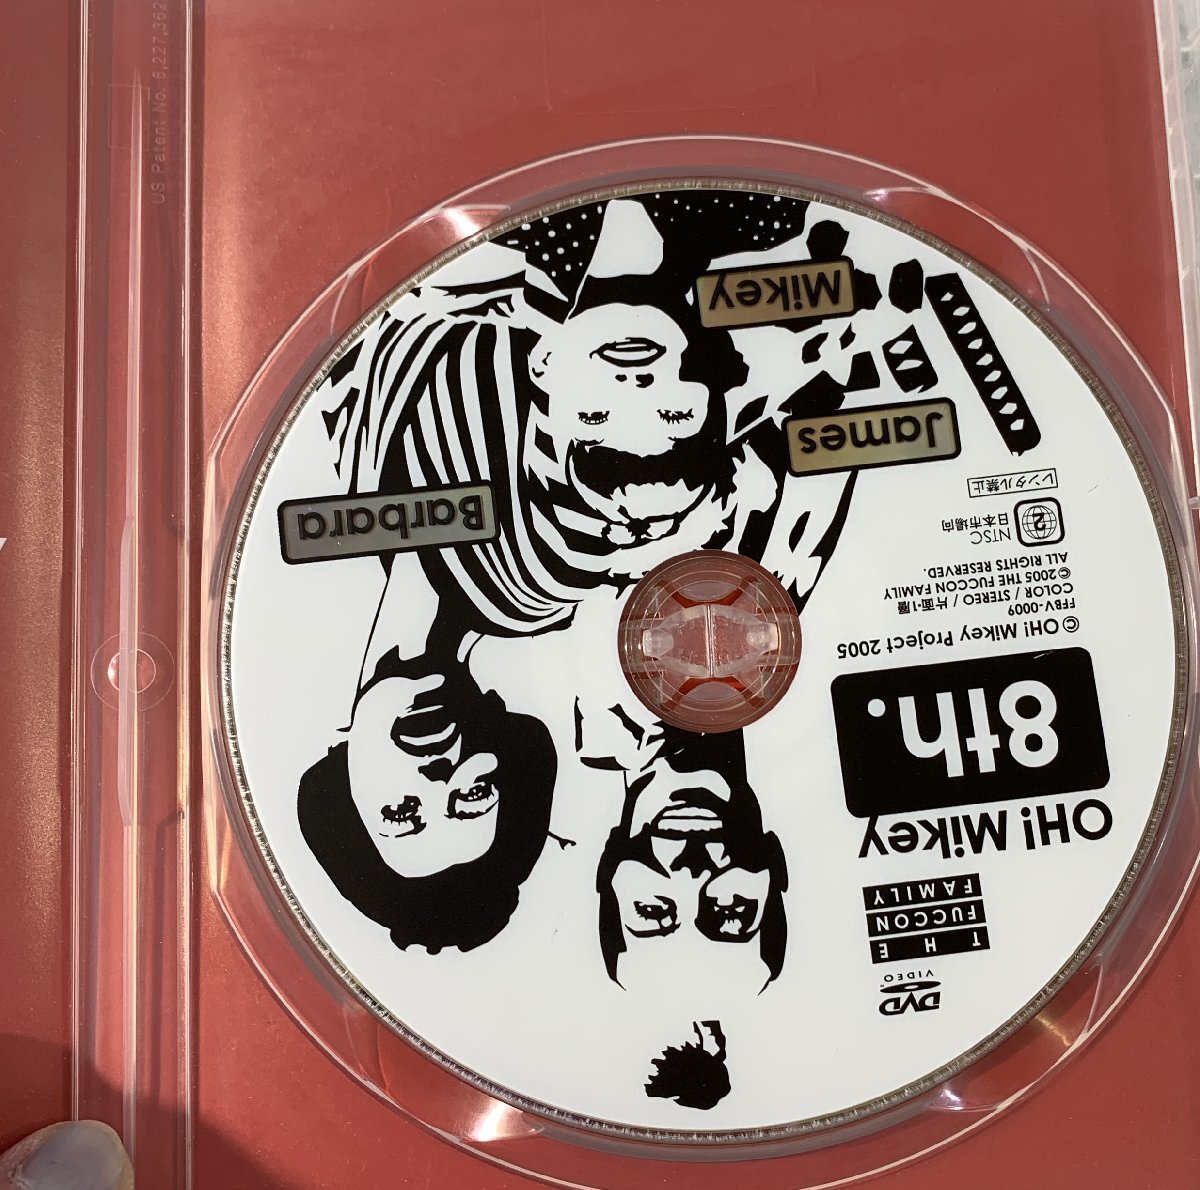 US Patent No. 6,227,362
DVD
VIDEO
THE
FUCCON
FAMILY
OH! Mikey
8th.
© OH! Mikey Project 2005
FFBV-0009
COLOR / STEREO / 片面・1層
© 2005 THE FUCCON FAMILY
ALL RIGHTS RESERVED.
2
NTSC
日本市場向
レンタル禁止
Barbara
James
Mikey